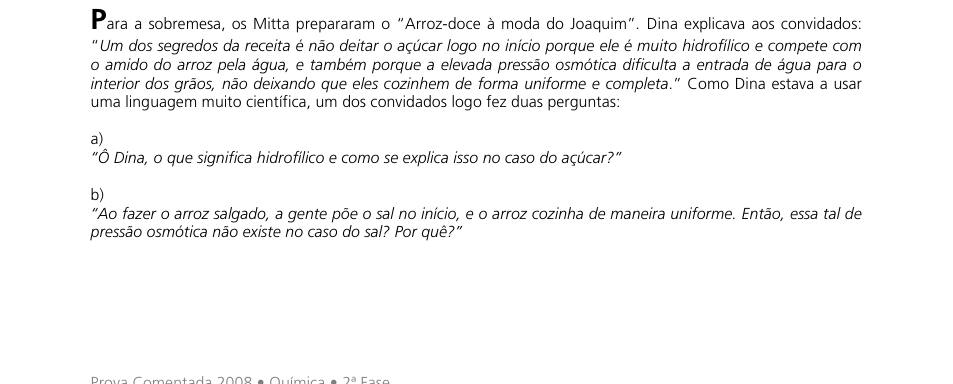 Para a sobremesa, os Mitta prepararam o “Arroz-doce à moda do Joaquim”. Dina explicava aos convidados:
“Um dos segredos da receita é não deitar o açúcar logo no início porque ele é muito hidrofílico e compete com
o amido do arroz pela água, e também porque a elevada pressão osmótica dificulta a entrada de água para o
interior dos grãos, não deixando que eles cozinhem de forma uniforme e completa.” Como Dina estava a usar
uma linguagem muito científica, um dos convidados logo fez duas perguntas:
a)
“Ô Dina, o que significa hidrofílico e como se explica isso no caso do açúcar?”
b)
“Ao fazer o arroz salgado, a gente põe o sal no início, e o arroz cozinha de maneira uniforme. Então, essa tal de
pressão osmótica não existe no caso do sal? Por quê?”
Prova Comentada 2008 • Química • 2ª Fase